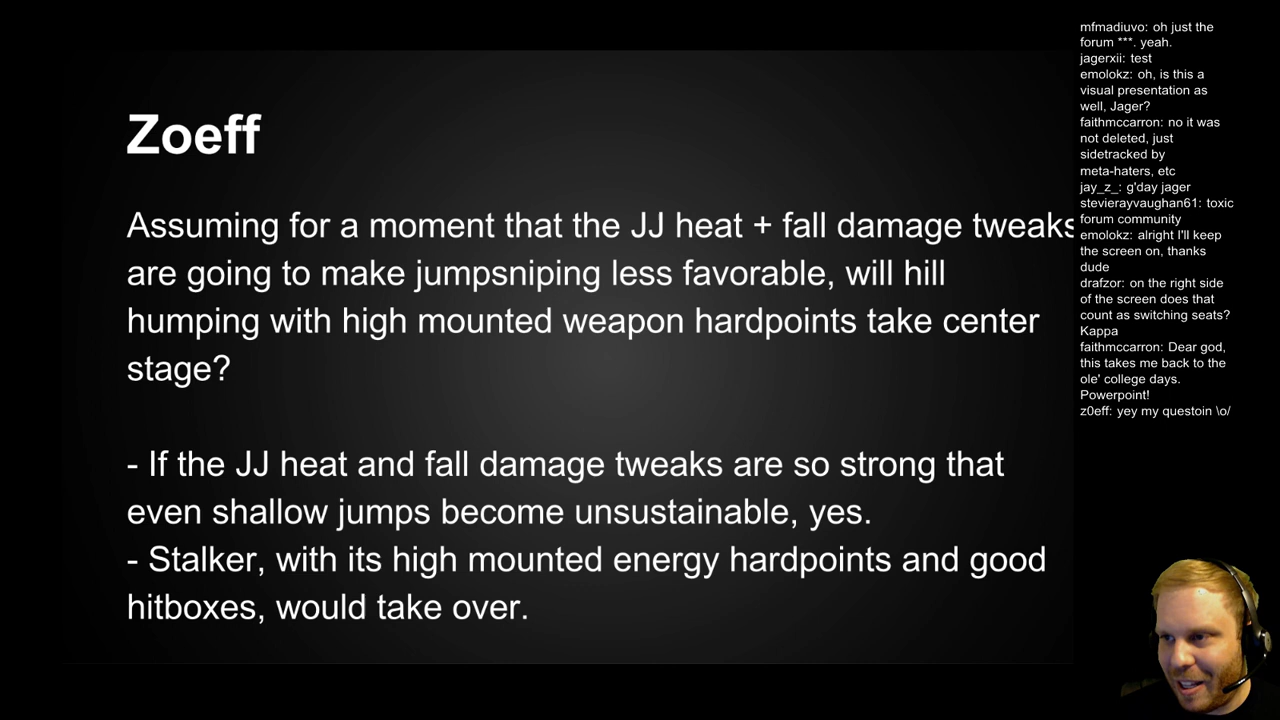 Zoeff
Assuming for a moment that the JJ heat + fall damage tweaks
are going to make jumpsniping less favorable, will hill
humping with high mounted weapon hardpoints take center
stage?
- If the JJ heat and fall damage tweaks are so strong that
even shallow jumps become unsustainable, yes.
- Stalker, with its high mounted energy hardpoints and good
hitboxes, would take over.
mfmadiuvo: oh just the
forum ***. yeah.
jagerxii: test
emolokz: oh, is this a
visual presentation as
well, Jager?
faithmccarron: no it was
not deleted, just
sidetracked by
meta-haters, etc
jay_z_: g'day jager
stevierayvaughan61: toxic
forum community
emolokz: alright I'll keep
the screen on, thanks
dude
drafzor: on the right side
of the screen does that
count as switching seats?
Kappa
faithmccarron: Dear god,
this takes me back to the
ole' college days.
Powerpoint!
z0eff: yey my questoin \o/